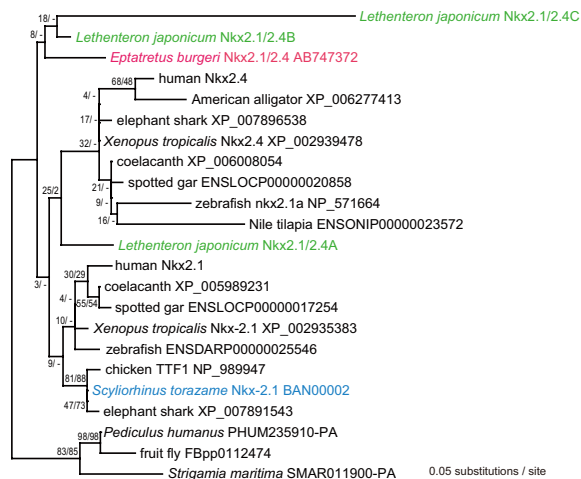 18/ -
Lethenteron japonicum Nkx2.1/2.4C
8/ -
Lethenteron japonicum Nkx2.1/2.4B
Eptatretus burgeri Nkx2.1/2.4 AB747372
68/48
human Nkx2.4
4/ -
American alligator XP_006277413
17/ -
elephant shark XP_007896538
32/ -
Xenopus tropicalis Nkx2.4 XP_002939478
coelacanth XP_006008054
21/ -
spotted gar ENSLOCP00000020858
25/2
9/ -
zebrafish nkx2.1a NP_571664
16/ -
Nile tilapia ENSONIP00000023572
Lethenteron japonicum Nkx2.1/2.4A
human Nkx2.1
30/29
3/ -
coelacanth XP_005989231
4/ -
55/54
spotted gar ENSLOCP00000017254
10/ -
Xenopus tropicalis Nkx-2.1 XP_002935383
zebrafish ENSDARP00000025546
9/ -
chicken TTF1 NP_989947
81/88
Scyliorhinus torazame Nkx-2.1 BAN00002
47/73
elephant shark XP_007891543
Pediculus humanus PHUM235910-PA
98/98
83/85
fruit fly FBpp0112474
Strigamia maritima SMAR011900-PA
0.05 substitutions / site